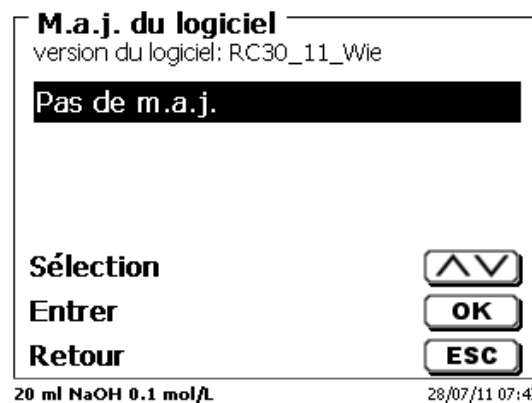 M.a.j. du logiciel
version du logiciel: RC30_11_Wie
Pas de m.a.j.
Sélection
Entrer OK
Retour ESC
20 ml NaOH 0.1 mol/L 28/07/11 07:4